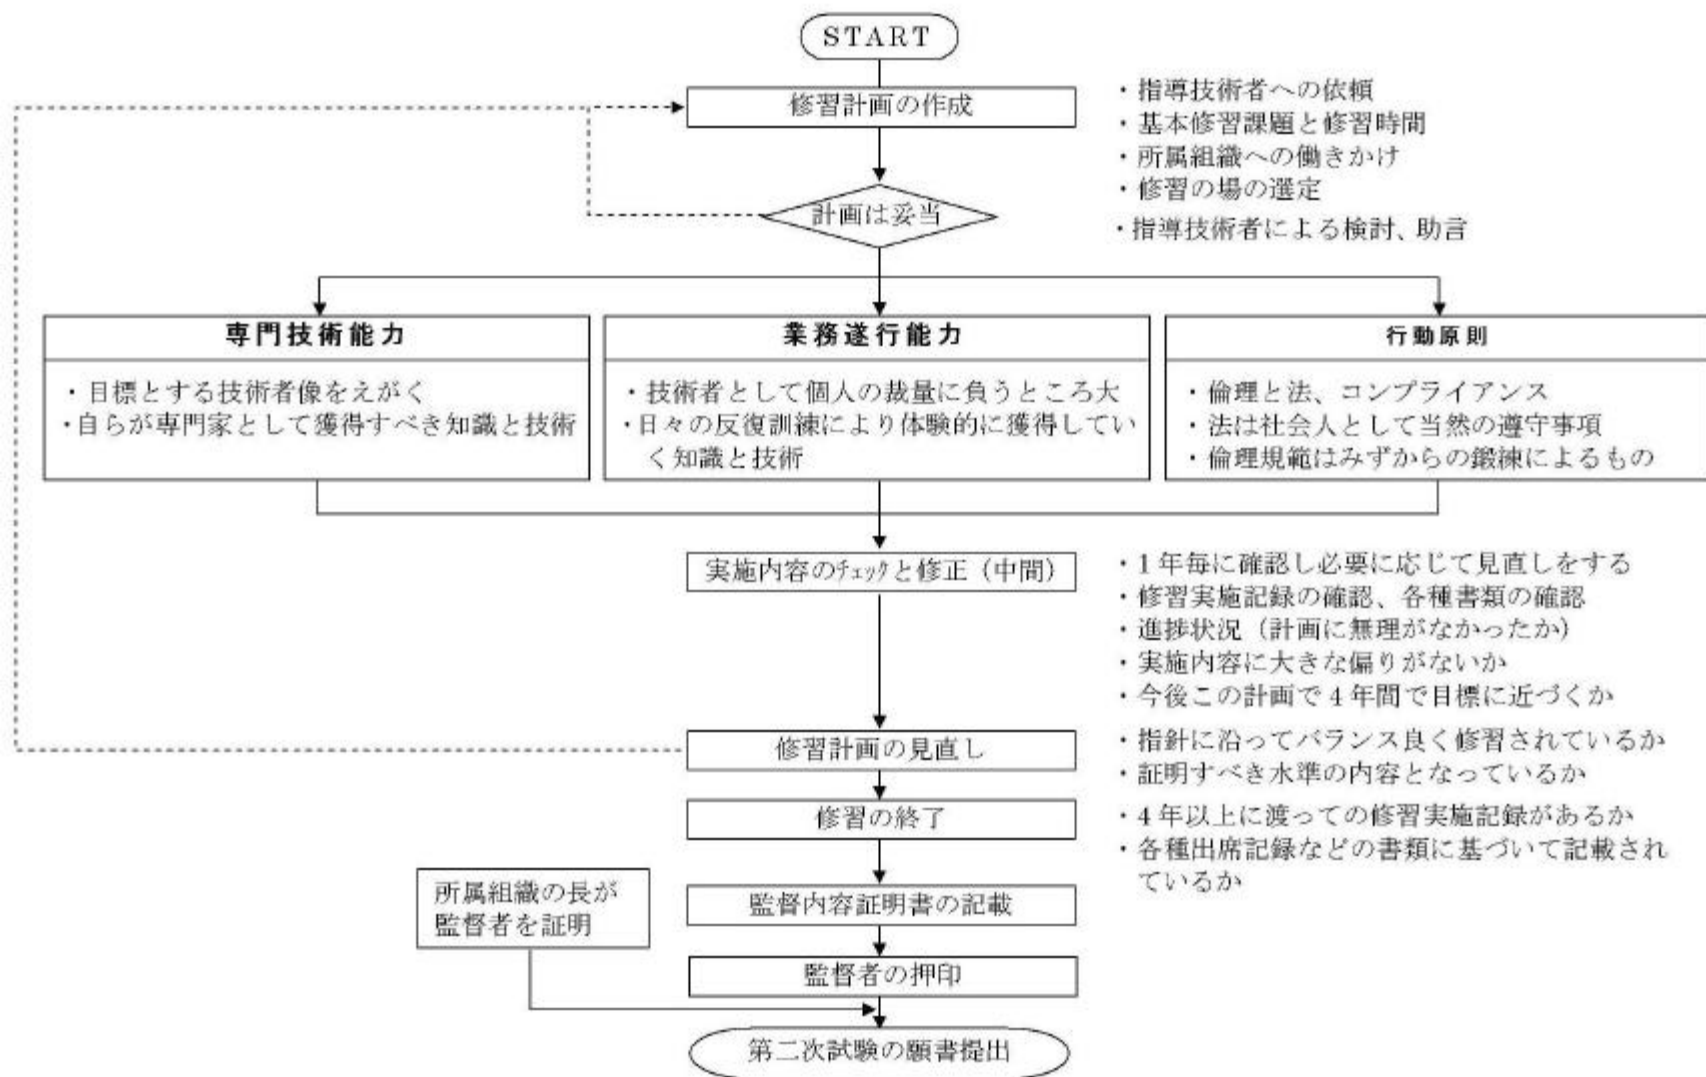 START
修習計画の作成
・指導技術者への依頼
・基本修習課題と修習時間
・所属組織への働きかけ
・修習の場の選定
計画は妥当
・指導技術者による検討、助言
専門技術能力
・目標とする技術者像をえがく
・自らが専門家として獲得すべき知識と技術
業務遂行能力
・技術者として個人の裁量に負うところ大
・日々の反復訓練により体験的に獲得してい
く知識と技術
行動原則
・倫理と法、コンプライアンス
・法は社会人として当然の遵守事項
・倫理規範はみずからの鍛練によるもの
実施内容のチェックと修正（中間）
・1年毎に確認し必要に応じて見直しをする
・修習実施記録の確認、各種書類の確認
・進捗状況（計画に無理がなかったか）
・実施内容に大きな偏りがないか
・今後この計画で4年間で目標に近づくか
修習計画の見直し
・指針に沿ってバランス良く修習されているか
・証明すべき水準の内容となっているか
修習の終了
・4年以上に渡っての修習実施記録があるか
・各種出席記録などの書類に基づいて記載され
ているか
所属組織の長が
監督者を証明
監督内容証明書の記載
監督者の押印
第二次試験の願書提出